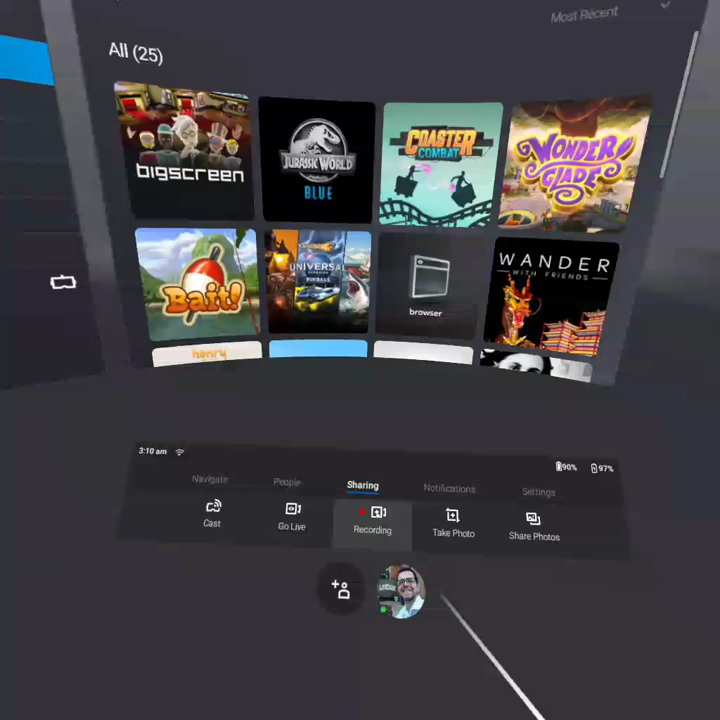 Most Recent
All (25)
bigscreen
JURASSIC WORLD
BLUE
COASTER
COMBAT
WONDER
GLADE
Bait!
UNIVERSAL
PINBALL
browser
WANDER
WITH FRIENDS
henry
3:10 am
90%
97%
Navigate
People
Sharing
Notifications
Settings
Cast
Go Live
Recording
Take Photo
Share Photos